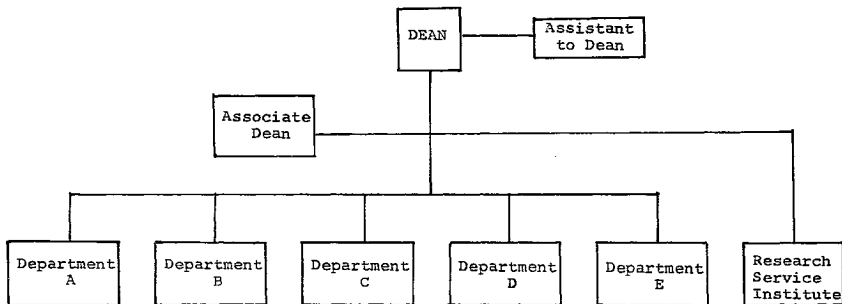 DEAN
Assistant
to Dean
Associate
Dean
Department
A
Department
B
Department
C
Department
D
Department
E
Research
Service
Institute